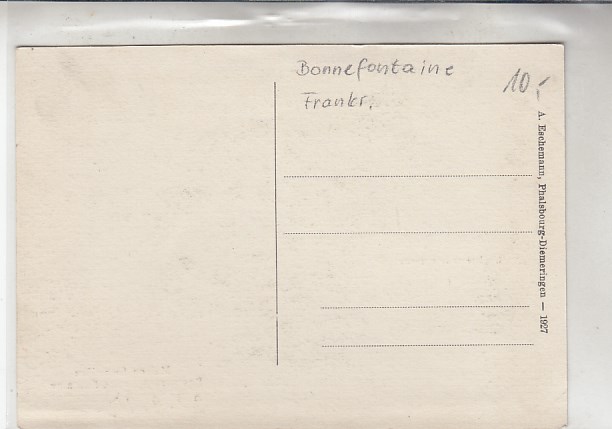 Bonnefontaine
Frankr.
10.-
A. Eschemann, Phalsbourg-Diemeringen — 1927